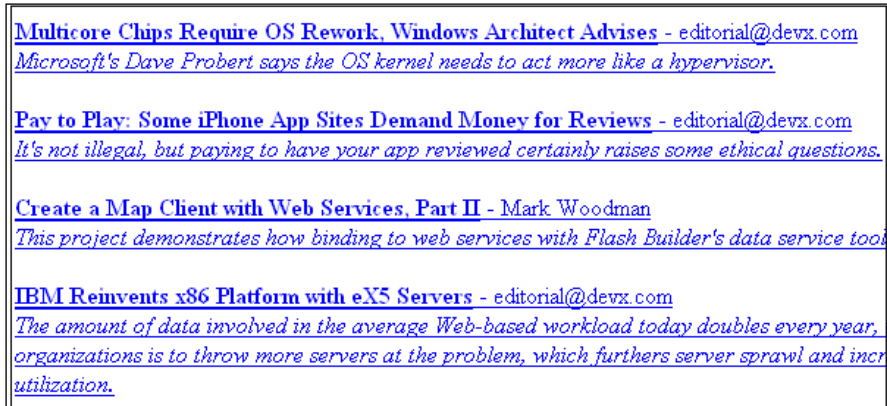 Multicore Chips Require OS Rework, Windows Architect Advises - editorial@devx.com
Microsoft's Dave Probert says the OS kernel needs to act more like a hypervisor.
Pay to Play: Some iPhone App Sites Demand Money for Reviews - editorial@devx.com
It's not illegal, but paying to have your app reviewed certainly raises some ethical questions.
Create a Map Client with Web Services, Part II - Mark Woodman
This project demonstrates how binding to web services with Flash Builder's data service
IBM Reinvents x86 Platform with eX5 Servers - editorial@devx.com
The amount of data involved in the average Web-based workload today doubles every year,
organizations is to throw more servers at the problem, which furthers server sprawl and
utilization.